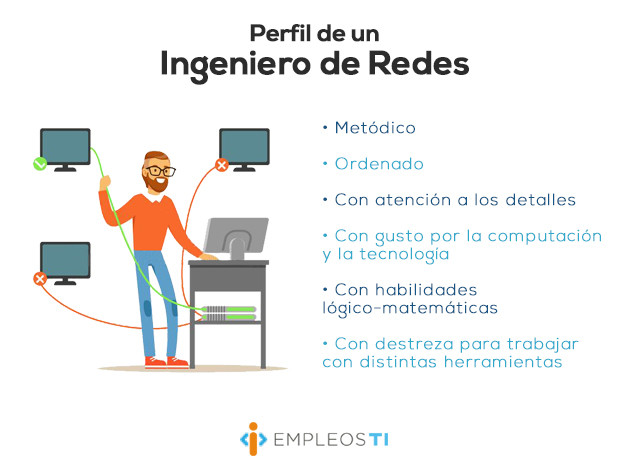 Perfil de un
Ingeniero de Redes
• Metódico
• Ordenado
• Con atención a los detalles
• Con gusto por la computación
y la tecnología
• Con habilidades
lógico-matemáticas
• Con destreza para trabajar
con distintas herramientas
EMPLEOS TI